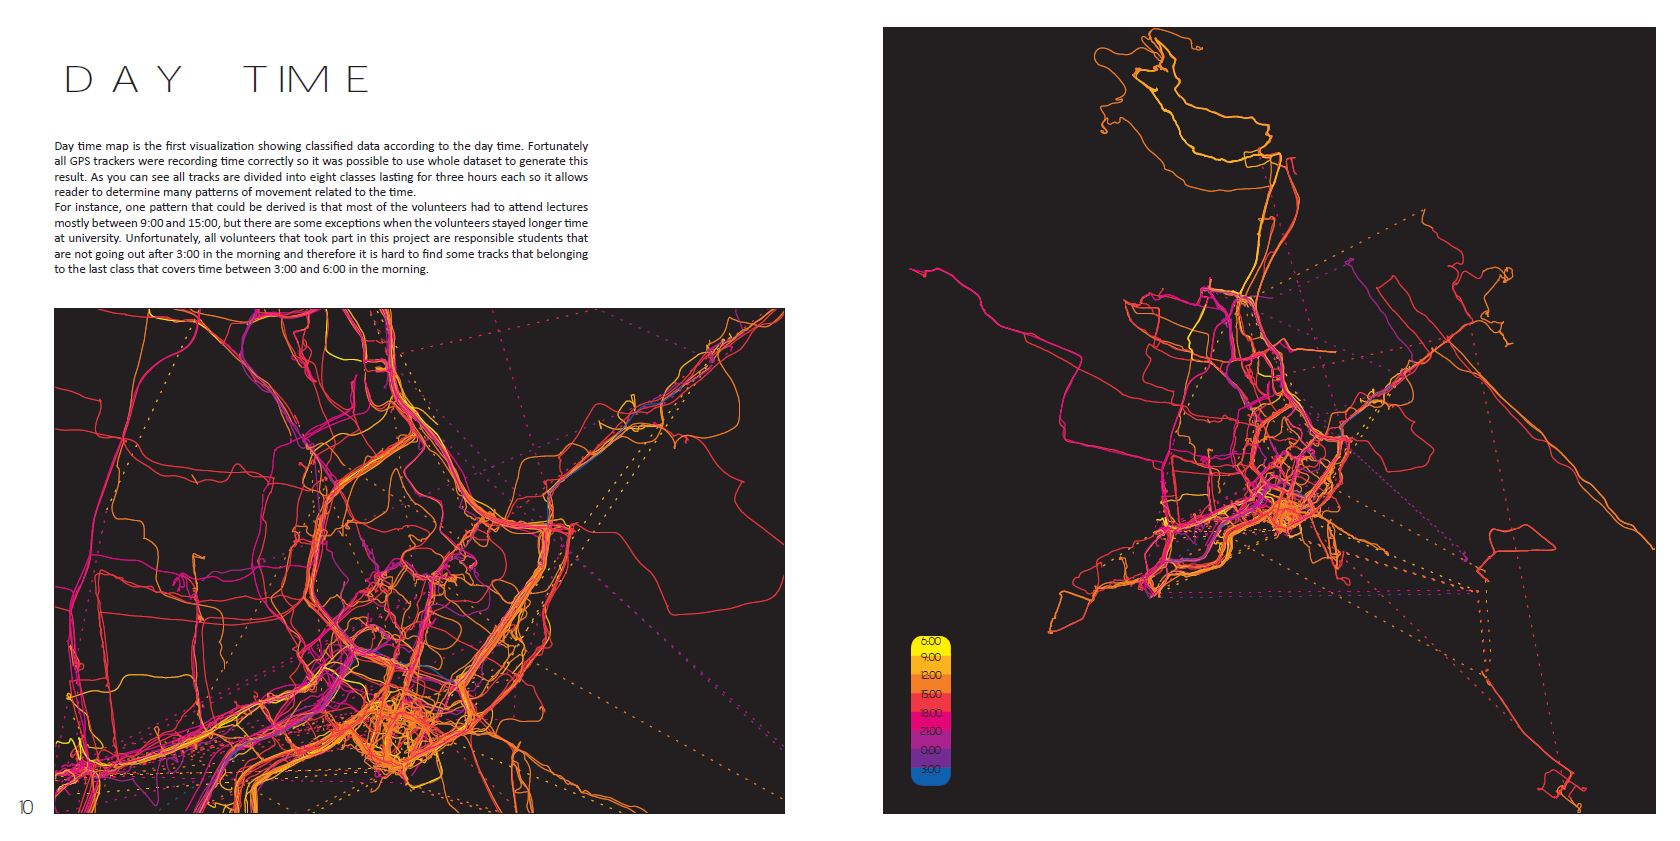 DAY TIME
Day time map is the first visualization showing classified data according to the day time. Fortunately
all GPS trackers were recording time correctly so it was possible to use whole dataset to generate this
result. As you can see all tracks are divided into eight classes lasting for three hours each so it allows
reader to determine many patterns of movement related to the time.
For instance, one pattern that could be derived is that most of the volunteers had to attend lectures
mostly between 9:00 and 15:00, but there are some exceptions when the volunteers stayed longer time
at university. Unfortunately, all volunteers that took part in this project are responsible students that
are not going out after 3:00 in the morning and therefore it is hard to find some tracks that belonging
to the last class that covers time between 3:00 and 6:00 in the morning.
10
6:00
9:00
12:00
15:00
18:00
21:00
0:00
3:00